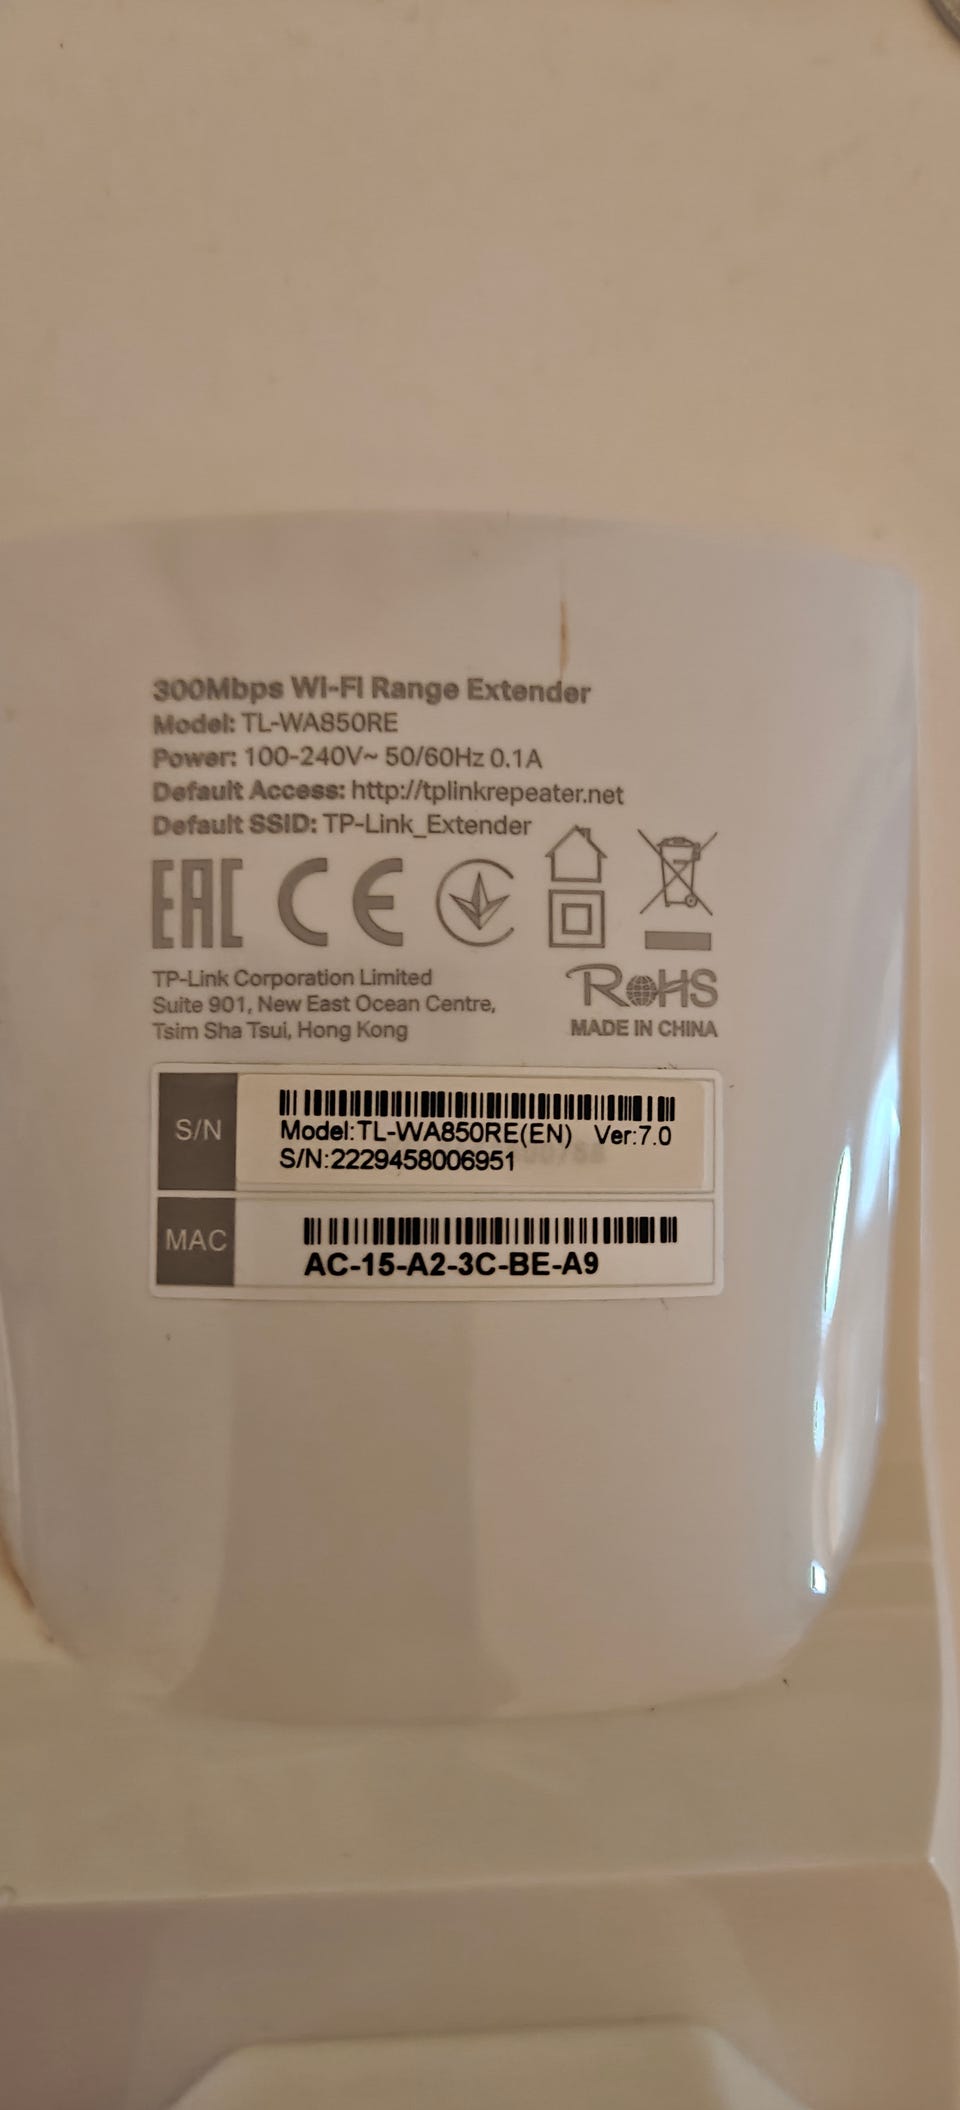 300Mbps Wi-Fi Range Extender
Model: TL-WA850RE
Power: 100-240V~ 50/60Hz 0.1A
Default Access: http://tplinkrepeater.net
Default SSID: TP-Link_Extender
EAC CE
TP-Link Corporation Limited
Suite 901, New East Ocean Centre,
Tsim Sha Tsui, Hong Kong
RoHS
MADE IN CHINA
S/N
Model:TL-WA850RE(EN) Ver:7.0
S/N:2229458006951
MAC
AC-15-A2-3C-BE-A9